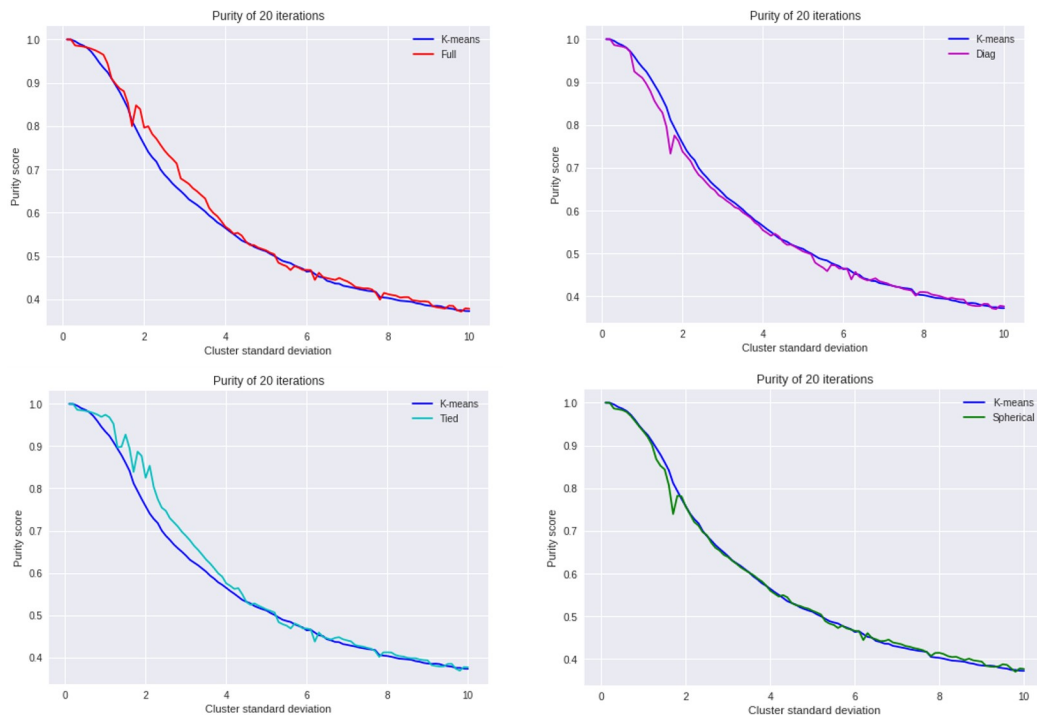 Purity of 20 iterations
1.0
0.9
0.8
0.7
0.6
0.5
0.4
Purity score
K-means
Full
0 2 4 6 8 10
Cluster standard deviation
Purity of 20 iterations
1.0
0.9
0.8
0.7
0.6
0.5
0.4
Purity score
K-means
Diag
0 2 4 6 8 10
Cluster standard deviation
Purity of 20 iterations
1.0
0.9
0.8
0.7
0.6
0.5
0.4
Purity score
K-means
Tied
0 2 4 6 8 10
Cluster standard deviation
Purity of 20 iterations
1.0
0.9
0.8
0.7
0.6
0.5
0.4
Purity score
K-means
Spherical
0 2 4 6 8 10
Cluster standard deviation